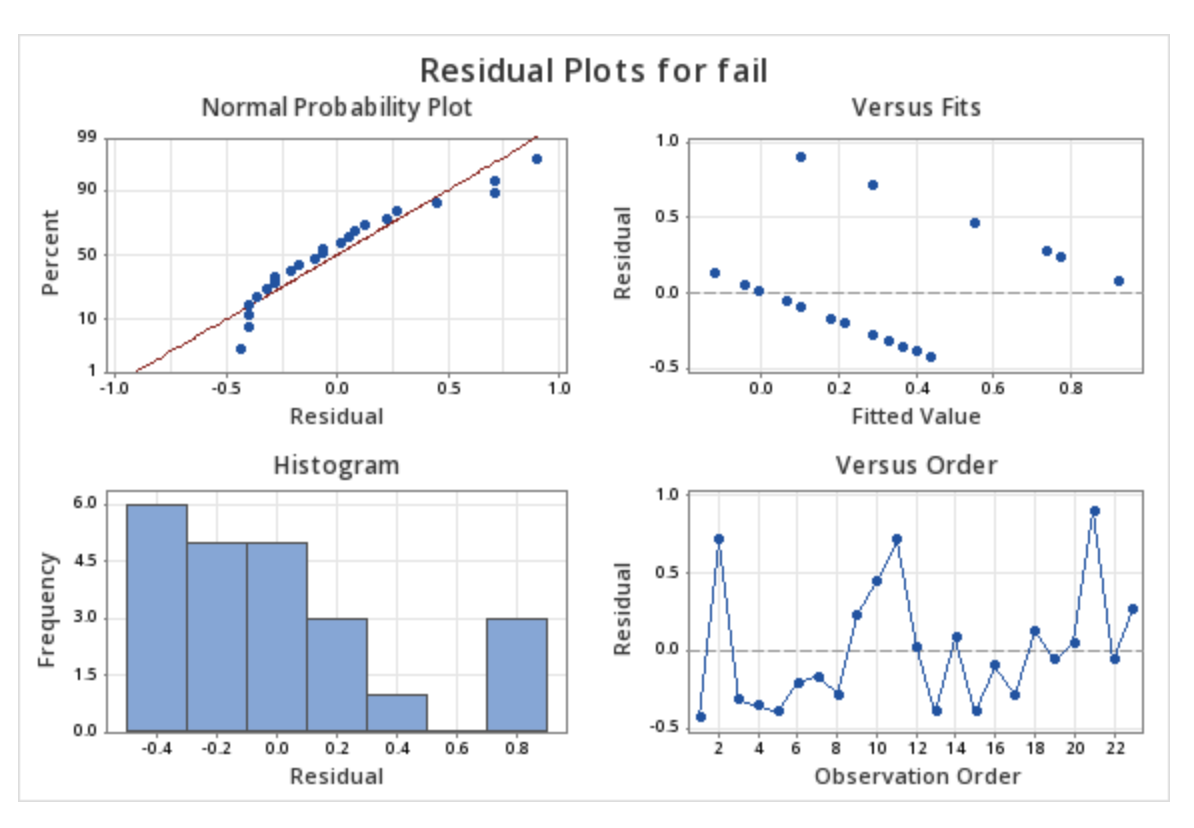 Residual Plots for fail
Normal Probability Plot
99
90
50
10
1
Percent
-1.0 -0.5 0.0 0.5 1.0
Residual
Versus Fits
1.0
0.5
0.0
-0.5
Residual
0.0 0.2 0.4 0.6 0.8
Fitted Value
Histogram
6.0
4.5
3.0
1.5
0.0
Frequency
-0.4 -0.2 0.0 0.2 0.4 0.6 0.8
Residual
Versus Order
1.0
0.5
0.0
-0.5
Residual
2 4 6 8 10 12 14 16 18 20 22
Observation Order